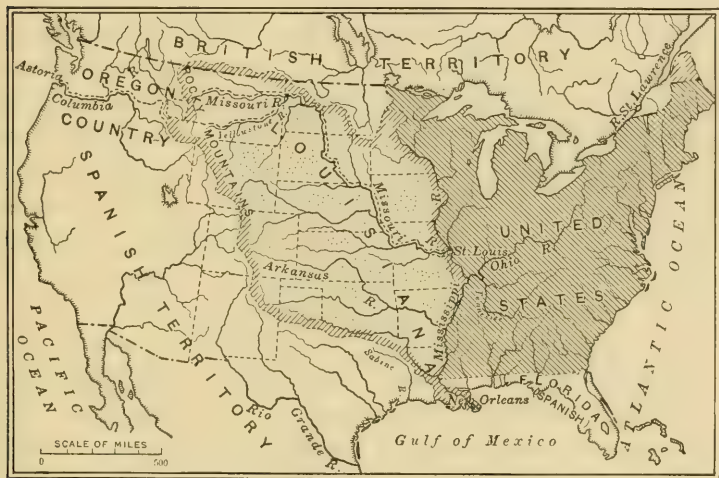 BRITISH TERRITORY
Astoria
OREGON
COUNTRY
Columbia
R.
ROCKY MOUNTAINS
Missouri R.
Yellowstone R.
LOUISIANA
Missouri
R.
R.
St. Lawrence
R.
UNITED
STATES
St. Louis
Ohio
R.
SPANISH TERRITORY
Arkansas
R.
Mississippi
Sabine
R.
New Orleans
FLORIDA
(SPANISH)
Rio Grande R.
Gulf of Mexico
PACIFIC
OCEAN
ATLANTIC OCEAN
SCALE OF MILES
0 500